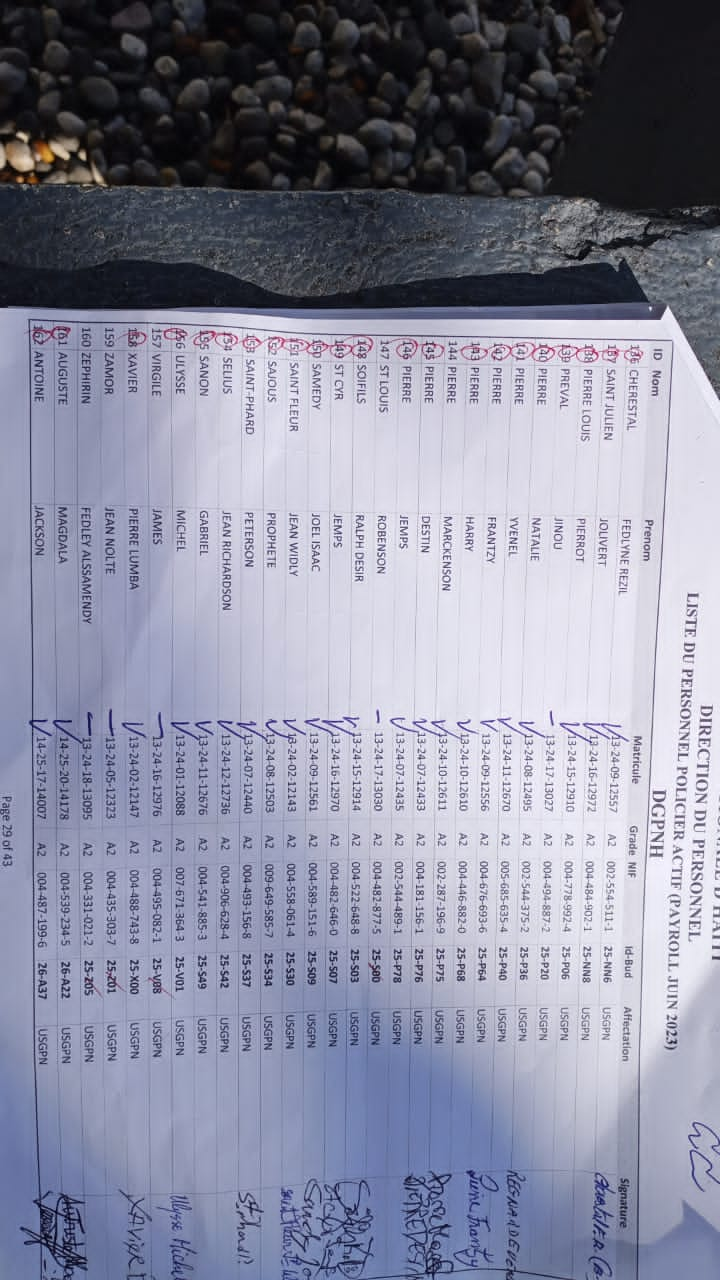 DIRECTION DU PERSONNEL
LISTE DU PERSONNEL POLICIER ACTIF (PAYROLL JUIN 2023)
DGPNH
ID Nom Prenom Matricule Grade NIF Id-Bud Affectation Signature
136 CHERESTAL FEDLYNE REZIL 13-24-09-12557 A2 002-554-511-1 25-NN6 USGPN
137 SAINT JULIEN JOLIVERT 13-24-16-12972 A2 004-484-902-1 25-NN8 USGPN
138 PIERRE LOUIS PIERROT 13-24-15-12910 A2 004-778-992-4 25-P06 USGPN
139 PREVAL JINOU 13-24-17-13027 A2 004-494-887-2 25-P20 USGPN
140 PIERRE NATALIE 13-24-08-12495 A2 002-544-375-2 25-P36 USGPN
141 PIERRE YVENEL 13-24-11-12670 A2 005-685-635-4 25-P40 USGPN
142 PIERRE FRANTZY 13-24-09-12556 A2 004-676-693-6 25-P64 USGPN
143 PIERRE HARRY 13-24-10-12610 A2 004-446-882-0 25-P68 USGPN
144 PIERRE MARCKENSON 13-24-10-12611 A2 002-287-196-9 25-P75 USGPN
145 PIERRE DESTIN 13-24-07-12433 A2 004-181-156-1 25-P76 USGPN
146 PIERRE JEMPS 13-24-07-12435 A2 002-544-489-1 25-P78 USGPN
147 ST LOUIS ROBENSON 13-24-17-13030 A2 004-482-877-5 25-S00 USGPN
148 SOIFILS RALPH DESIR 13-24-15-12914 A2 004-522-648-8 25-S03 USGPN
149 ST CYR JEMPS 13-24-16-12970 A2 004-482-646-0 25-S07 USGPN
150 SAMEDY JOEL ISAAC 13-24-09-12561 A2 004-589-151-6 25-S09 USGPN
151 SAINT FLEUR JEAN WIDLY 13-24-02-12143 A2 004-558-061-4 25-S30 USGPN
152 SAJOUS PROPHETE 13-24-08-12503 A2 009-649-585-7 25-S34 USGPN
153 SAINT-PHARD PETERSON 13-24-07-12440 A2 004-493-156-8 25-S37 USGPN
154 SELIUS JEAN RICHARDSON 13-24-12-12736 A2 004-906-628-4 25-S42 USGPN
155 SANON GABRIEL 13-24-11-12676 A2 004-541-885-3 25-S49 USGPN
156 ULYSSE MICHEL 13-24-01-12088 A2 007-671-364-3 25-V01 USGPN Ulysse
157 VIRGILE JAMES 13-24-16-12976 A2 004-495-082-1 25-V08 USGPN
158 XAVIER PIERRE LUMBA 13-24-02-12147 A2 004-488-743-8 25-X00 USGPN XAVIER
159 ZAMOR JEAN NOLTE 13-24-05-12323 A2 004-435-303-7 25-Z01 USGPN
160 ZEPHRIN FEDLEY ALSSAMENDY 13-24-18-13095 A2 004-331-021-2 25-Z05 USGPN
161 AUGUSTE MAGDALA 14-25-20-14178 A2 004-539-234-5 26-A22 USGPN
162 ANTOINE JACKSON 14-25-17-14007 A2 004-487-199-6 26-A37 USGPN
Page 29 of 43